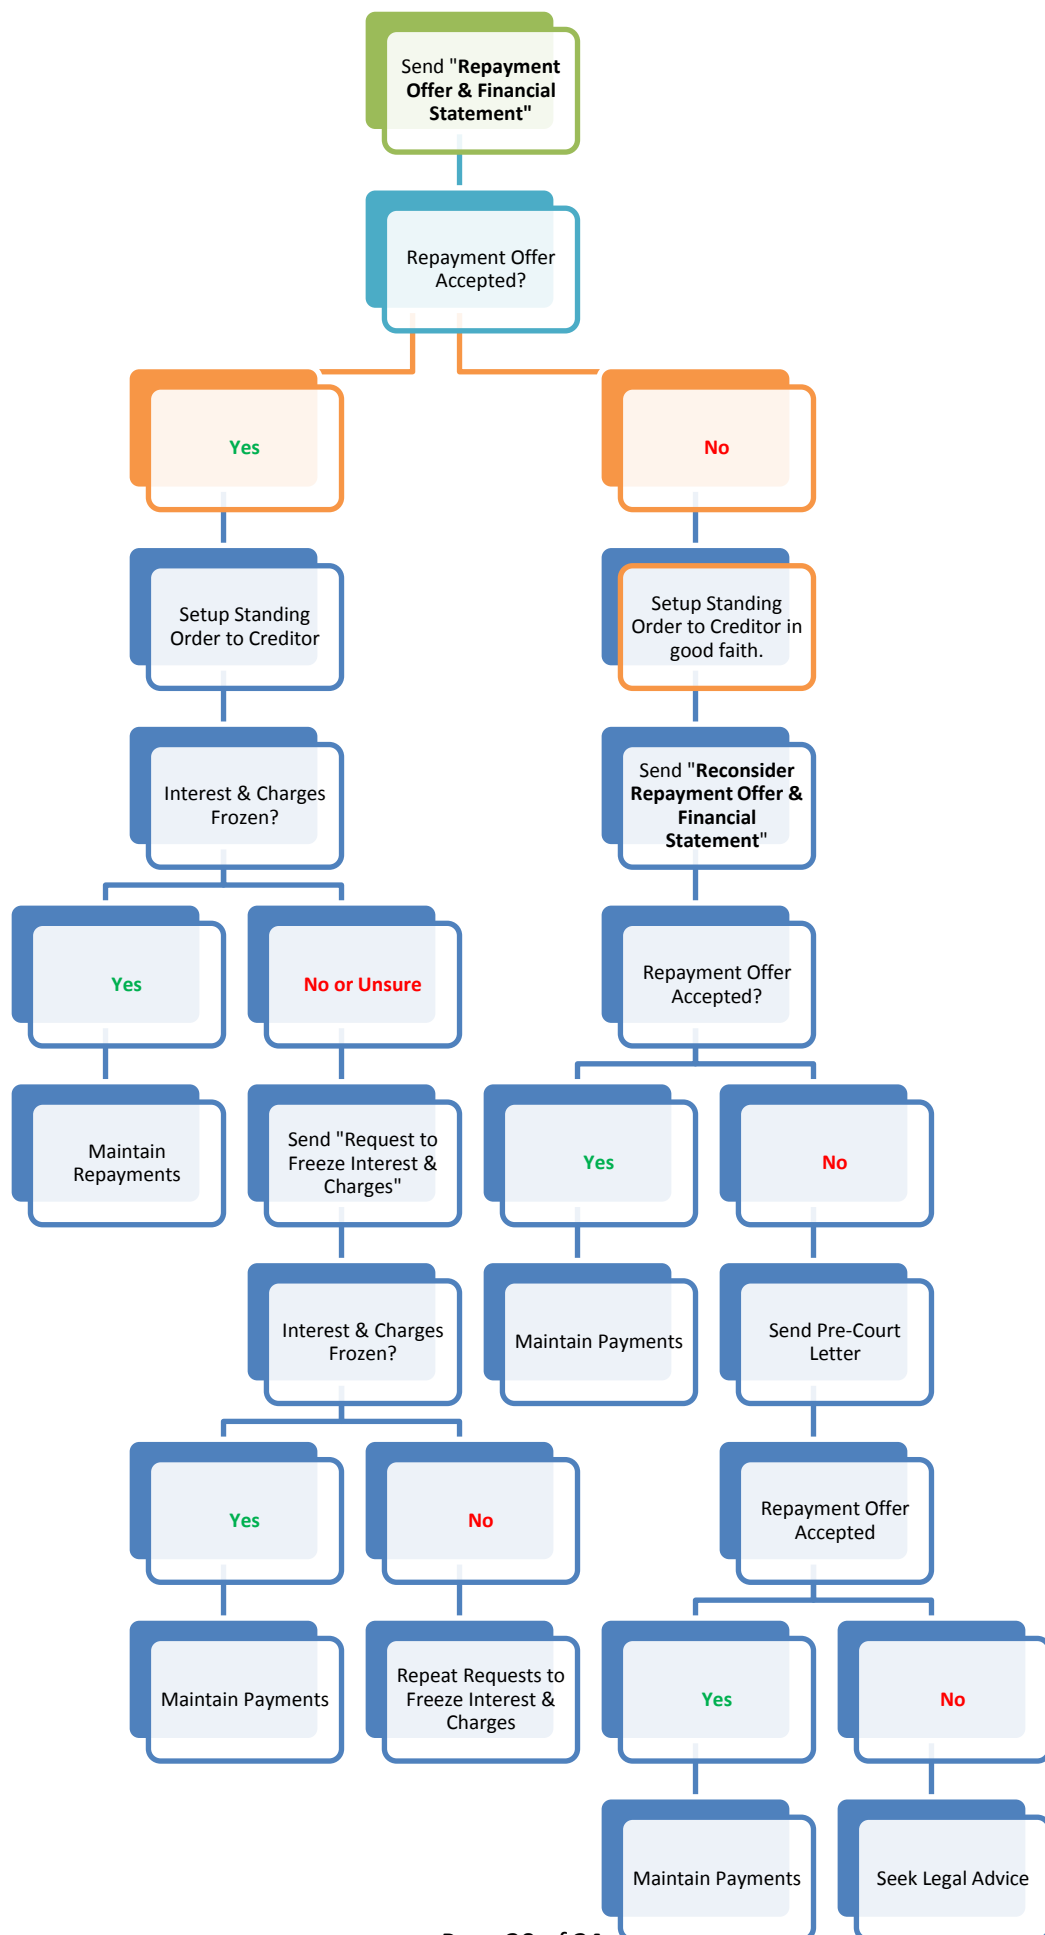 Send "Repayment
Offer & Financial
Statement"
Repayment Offer
Accepted?
Yes
No
Setup Standing
Order to Creditor
Setup Standing
Order to Creditor in
good faith.
Interest & Charges
Frozen?
Send "Reconsider
Repayment Offer &
Financial
Statement"
Yes
No or Unsure
Repayment Offer
Accepted?
Maintain
Repayments
Send "Request to
Freeze Interest &
Charges"
Yes
No
Interest & Charges
Frozen?
Maintain Payments
Send Pre-Court
Letter
Yes
No
Repayment Offer
Accepted
Maintain Payments
Repeat Requests to
Freeze Interest &
Charges
Yes
No
Maintain Payments
Seek Legal Advice